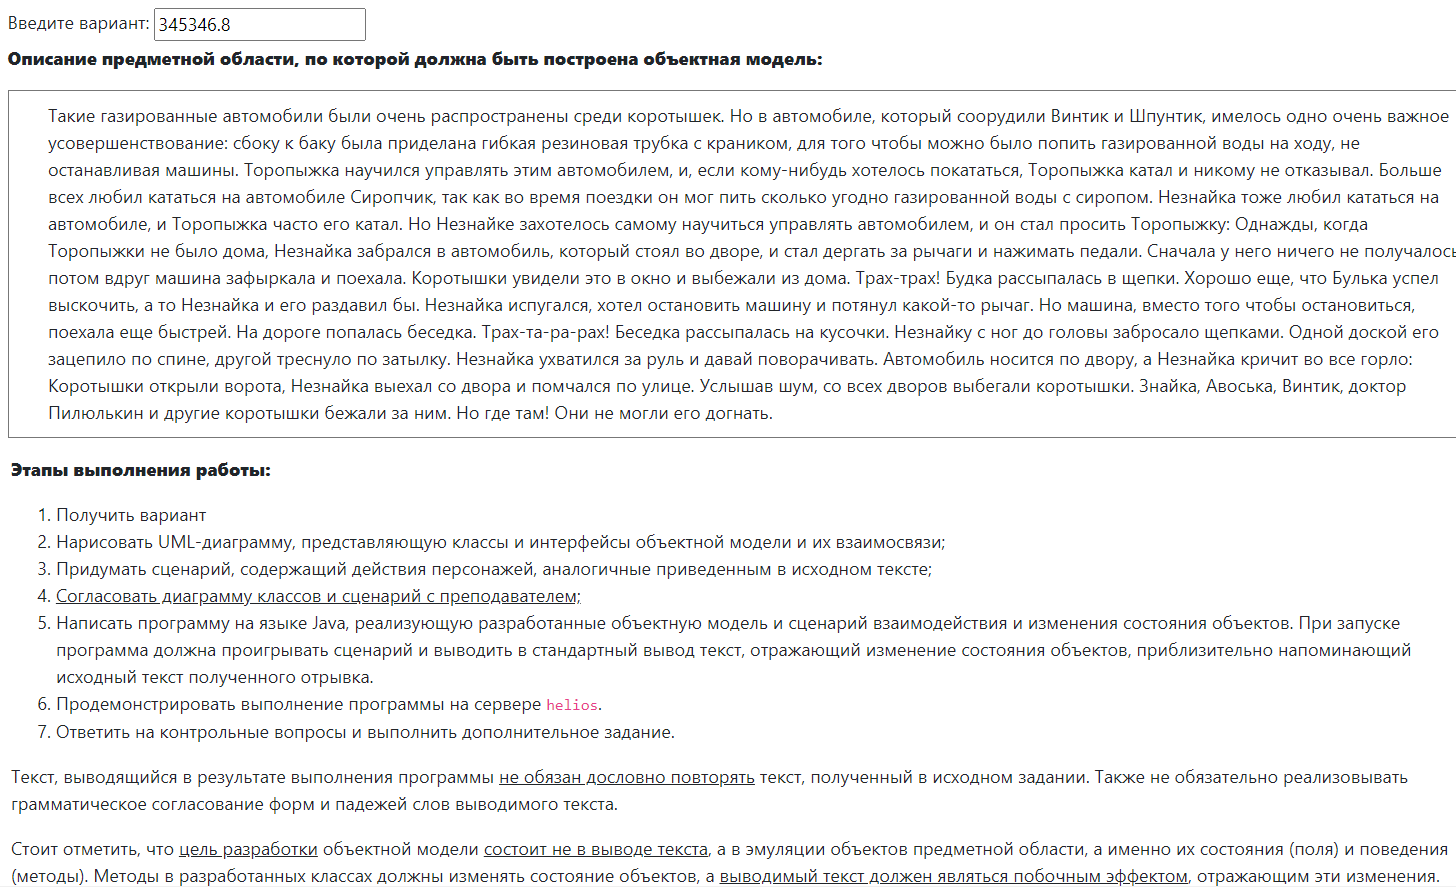 Введите вариант: 345346.8
Описание предметной области, по которой должна быть построена объектная модель:
Такие газированные автомобили были очень распространены среди коротышек. Но в автомобиле, который соорудили Винтик и Шпунтик, имелось одно очень важное
усовершенствование: сбоку к баку была приделана гибкая резиновая трубка с краником, для того чтобы можно было попить газированной воды на ходу, не
останавливая машины. Торопыжка научился управлять этим автомобилем, и, если кому-нибудь хотелось покататься, Торопыжка катал и никому не отказывал. Больше
всех любил кататься на автомобиле Сиропчик, так как во время поездки он мог пить сколько угодно газированной воды с сиропом. Незнайка тоже любил кататься на
автомобиле, и Торопыжка часто его катал. Но Незнайке захотелось самому научиться управлять автомобилем, и он стал просить Торопыжку: Однажды, когда
Торопыжки не было дома, Незнайка забрался в автомобиль, который стоял во дворе, и стал дергать за рычаги и нажимать педали. Сначала у него ничего не получалось
потом вдруг машина зафыркала и поехала. Коротышки увидели это в окно и выбежали из дома. Трах-трах! Будка рассыпалась в щепки. Хорошо еще, что Булька успел
выскочить, а то Незнайка и его раздавил бы. Незнайка испугался, хотел остановить машину и потянул какой-то рычаг. Но машина, вместо того чтобы остановиться,
поехала еще быстрей. На дороге попалась беседка. Трах-та-ра-рах! Беседка рассыпалась на кусочки. Незнайку с ног до головы забросало щепками. Одной доской его
зацепило по спине, другой треснуло по затылку. Незнайка ухватился за руль и давай поворачивать. Автомобиль носится по двору, а Незнайка кричит во все горло:
Коротышки открыли ворота, Незнайка выехал со двора и помчался по улице. Услышав шум, со всех дворов выбегали коротышки. Знайка, Авоська, Винтик, доктор
Пилюлькин и другие коротышки бежали за ним. Но где там! Они не могли его догнать.
Этапы выполнения работы:
1. Получить вариант
2. Нарисовать UML-диаграмму, представляющую классы и интерфейсы объектной модели и их взаимосвязи;
3. Придумать сценарий, содержащий действия персонажей, аналогичные приведенным в исходном тексте;
4. Согласовать диаграмму классов и сценарий с преподавателем;
5. Написать программу на языке Java, реализующую разработанные объектную модель и сценарий взаимодействия и изменения состояния объектов. При запуске
программа должна проигрывать сценарий и выводить в стандартный вывод текст, отражающий изменение состояния объектов, приблизительно напоминающий
исходный текст полученного отрывка.
6. Продемонстрировать выполнение программы на сервере helios.
7. Ответить на контрольные вопросы и выполнить дополнительное задание.
Текст, выводящийся в результате выполнения программы не обязан дословно повторять текст, полученный в исходном задании. Также не обязательно реализовывать
грамматическое согласование форм и падежей слов выводимого текста.
Стоит отметить, что цель разработки объектной модели состоит не в выводе текста, а в эмуляции объектов предметной области, а именно их состояния (поля) и поведения
(методы). Методы в разработанных классах должны изменять состояние объектов, а выводимый текст должен являться побочным эффектом, отражающим эти изменения.